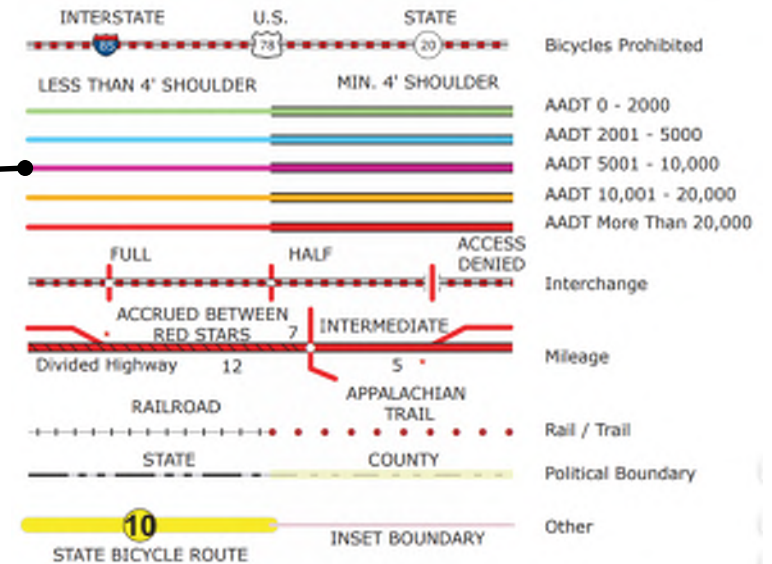 INTERSTATE U.S. STATE
85 78 20 Bicycles Prohibited
LESS THAN 4' SHOULDER MIN. 4' SHOULDER
AADT 0 - 2000
AADT 2001 - 5000
AADT 5001 - 10,000
AADT 10,001 - 20,000
AADT More Than 20,000
FULL HALF ACCESS
DENIED
Interchange
ACCRUED BETWEEN
RED STARS 7 INTERMEDIATE
Mileage
Divided Highway 12 5
APPALACHIAN
TRAIL
RAILROAD
Rail / Trail
STATE COUNTY
Political Boundary
10 Other
STATE BICYCLE ROUTE INSET BOUNDARY